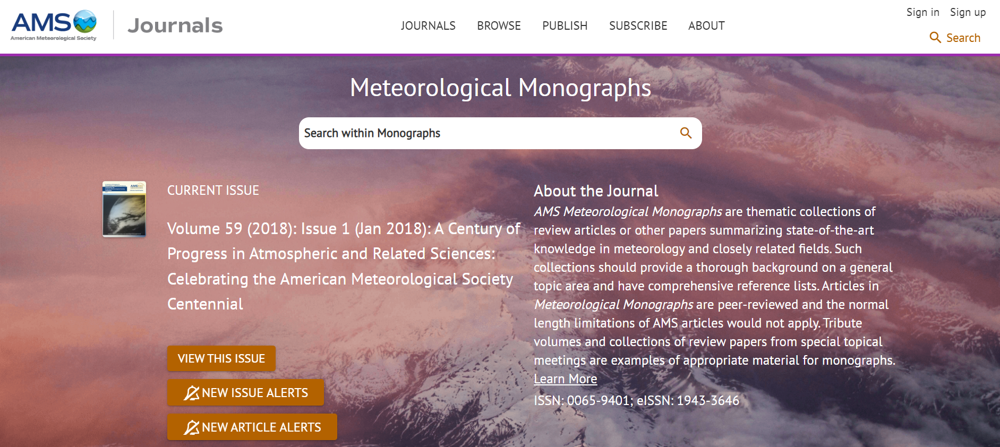 AMS
American Meteorological Society
Journals
JOURNALS BROWSE PUBLISH SUBSCRIBE ABOUT
Sign in Sign up
Search
Meteorological Monographs
Search within Monographs
CURRENT ISSUE
Volume 59 (2018): Issue 1 (Jan 2018): A Century of
Progress in Atmospheric and Related Sciences:
Celebrating the American Meteorological Society
Centennial
VIEW THIS ISSUE
NEW ISSUE ALERTS
NEW ARTICLE ALERTS
About the Journal
AMS Meteorological Monographs are thematic collections of
review articles or other papers summarizing state-of-the-art
knowledge in meteorology and closely related fields. Such
collections should provide a thorough background on a general
topic area and have comprehensive reference lists. Articles in
Meteorological Monographs are peer-reviewed and the normal
length limitations of AMS articles would not apply. Tribute
volumes and collections of review papers from special topical
meetings are examples of appropriate material for monographs.
Learn More
ISSN: 0065-9401; eISSN: 1943-3646